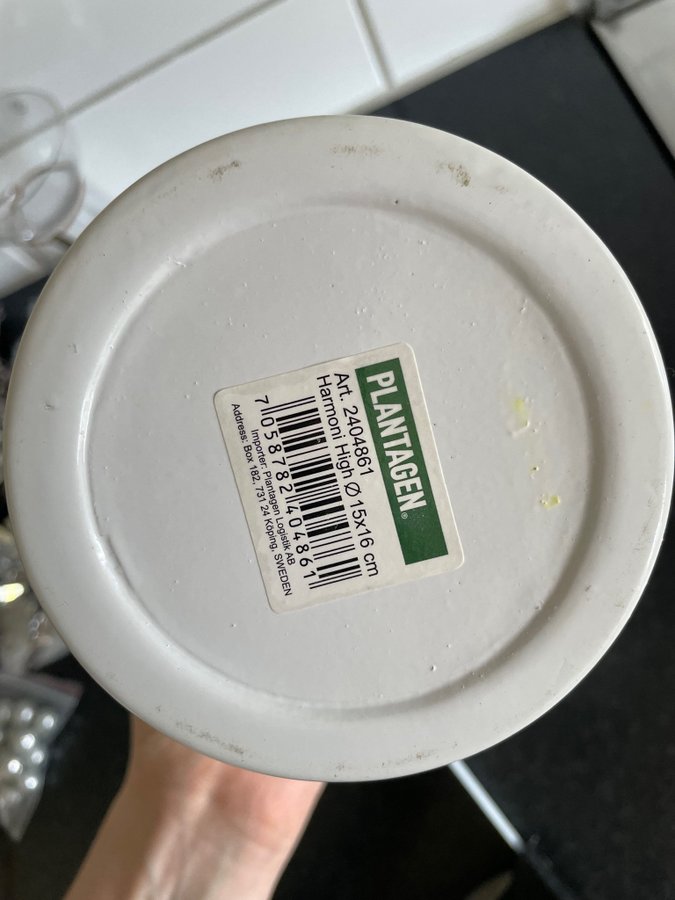 PLANTAGEN®
Art. 2404861
Harmoni High Ø 15x16 cm
7 058782 404861
Importer: Plantagen Logistik AB
Address: Box 182, 731 24 Köping, SWEDEN